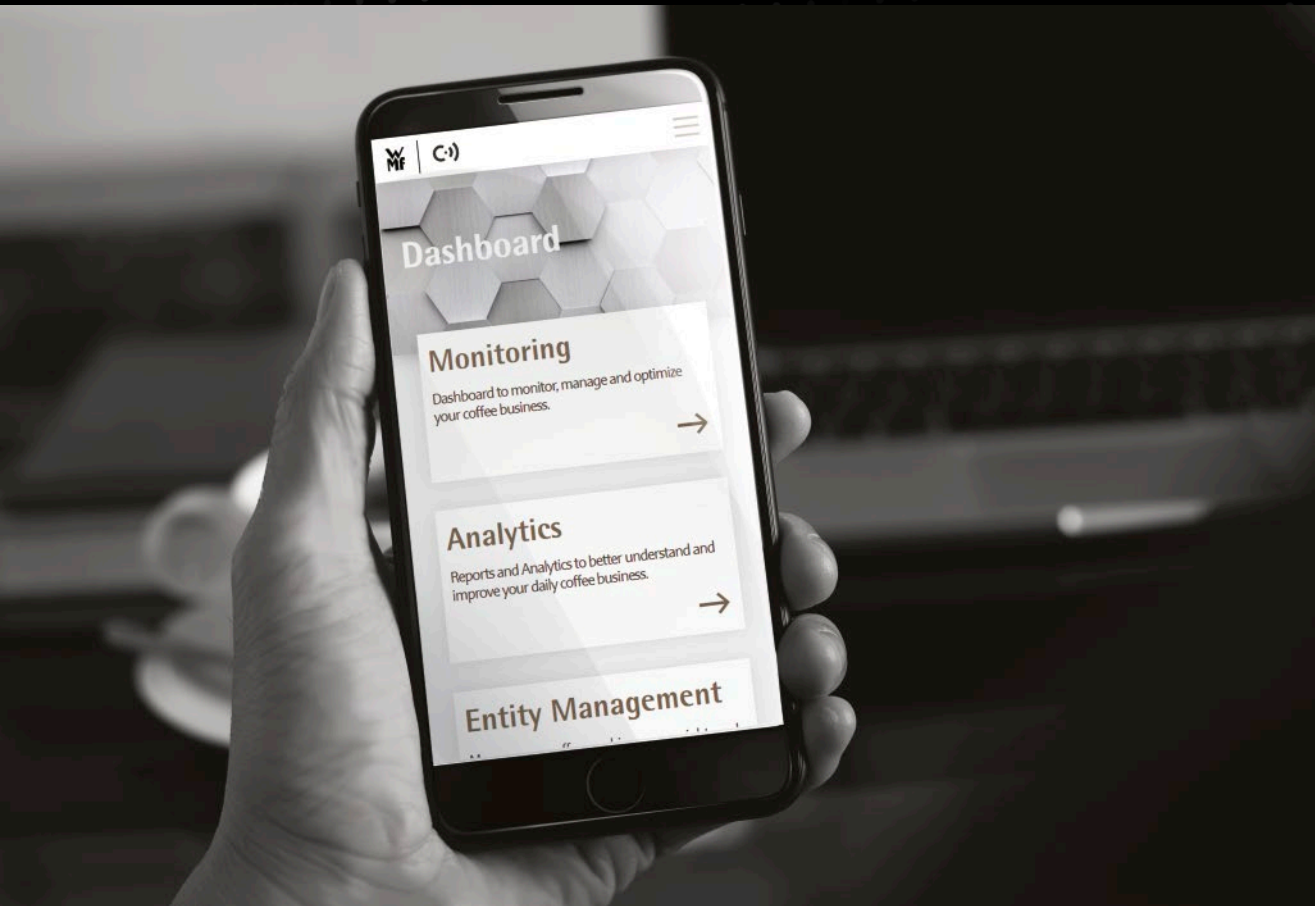 WMF
Dashboard
Monitoring
Dashboard to monitor, manage and optimize
your coffee business.
Analytics
Reports and Analytics to better understand and
improve your daily coffee business.
Entity Management